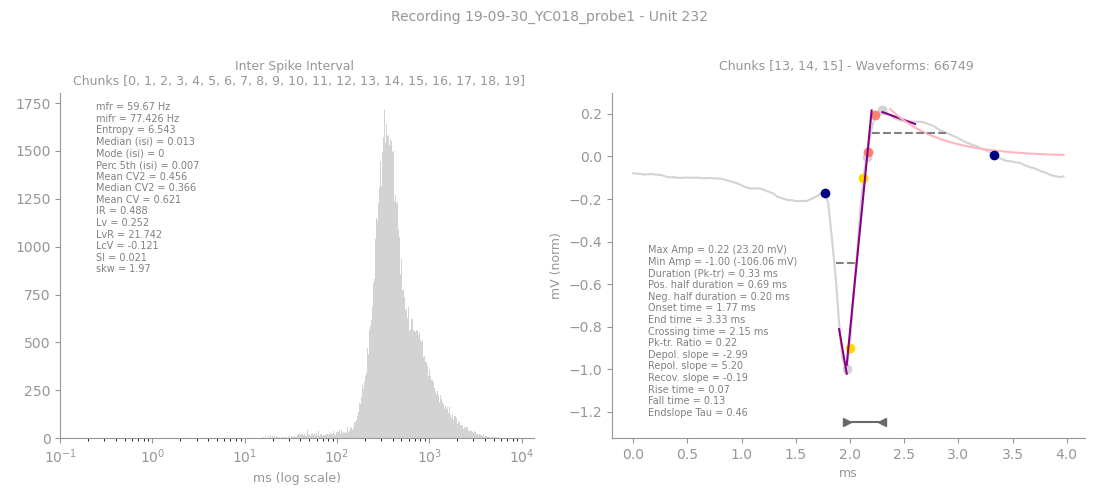 Recording 19-09-30_YC018_probe1 - Unit 232
Inter Spike Interval
Chunks [0, 1, 2, 3, 4, 5, 6, 7, 8, 9, 10, 11, 12, 13, 14, 15, 16, 17, 18, 19]
1750
1500
1250
1000
750
500
250
0
mfr = 59.67 Hz
mifr = 77.426 Hz
Entropy = 6.543
Median (isi) = 0.013
Mode (isi) = 0
Perc 5th (isi) = 0.007
Mean CV2 = 0.456
Median CV2 = 0.366
Mean CV = 0.621
IR = 0.488
Lv = 0.252
LvR = 21.742
LcV = -0.121
SI = 0.021
skw = 1.97
10⁻¹ 10⁰ 10¹ 10² 10³ 10⁴
ms (log scale)
Chunks [13, 14, 15] - Waveforms: 66749
mV (norm)
0.2
0.0
−0.2
−0.4
−0.6
−0.8
−1.0
−1.2
Max Amp = 0.22 (23.20 mV)
Min Amp = -1.00 (-106.06 mV)
Duration (Pk-tr) = 0.33 ms
Pos. half duration = 0.69 ms
Neg. half duration = 0.20 ms
Onset time = 1.77 ms
End time = 3.33 ms
Crossing time = 2.15 ms
Pk-tr. Ratio = 0.22
Depol. slope = -2.99
Repol. slope = 5.20
Recov. slope = -0.19
Rise time = 0.07
Fall time = 0.13
Endslope Tau = 0.46
0.0 0.5 1.0 1.5 2.0 2.5 3.0 3.5 4.0
ms